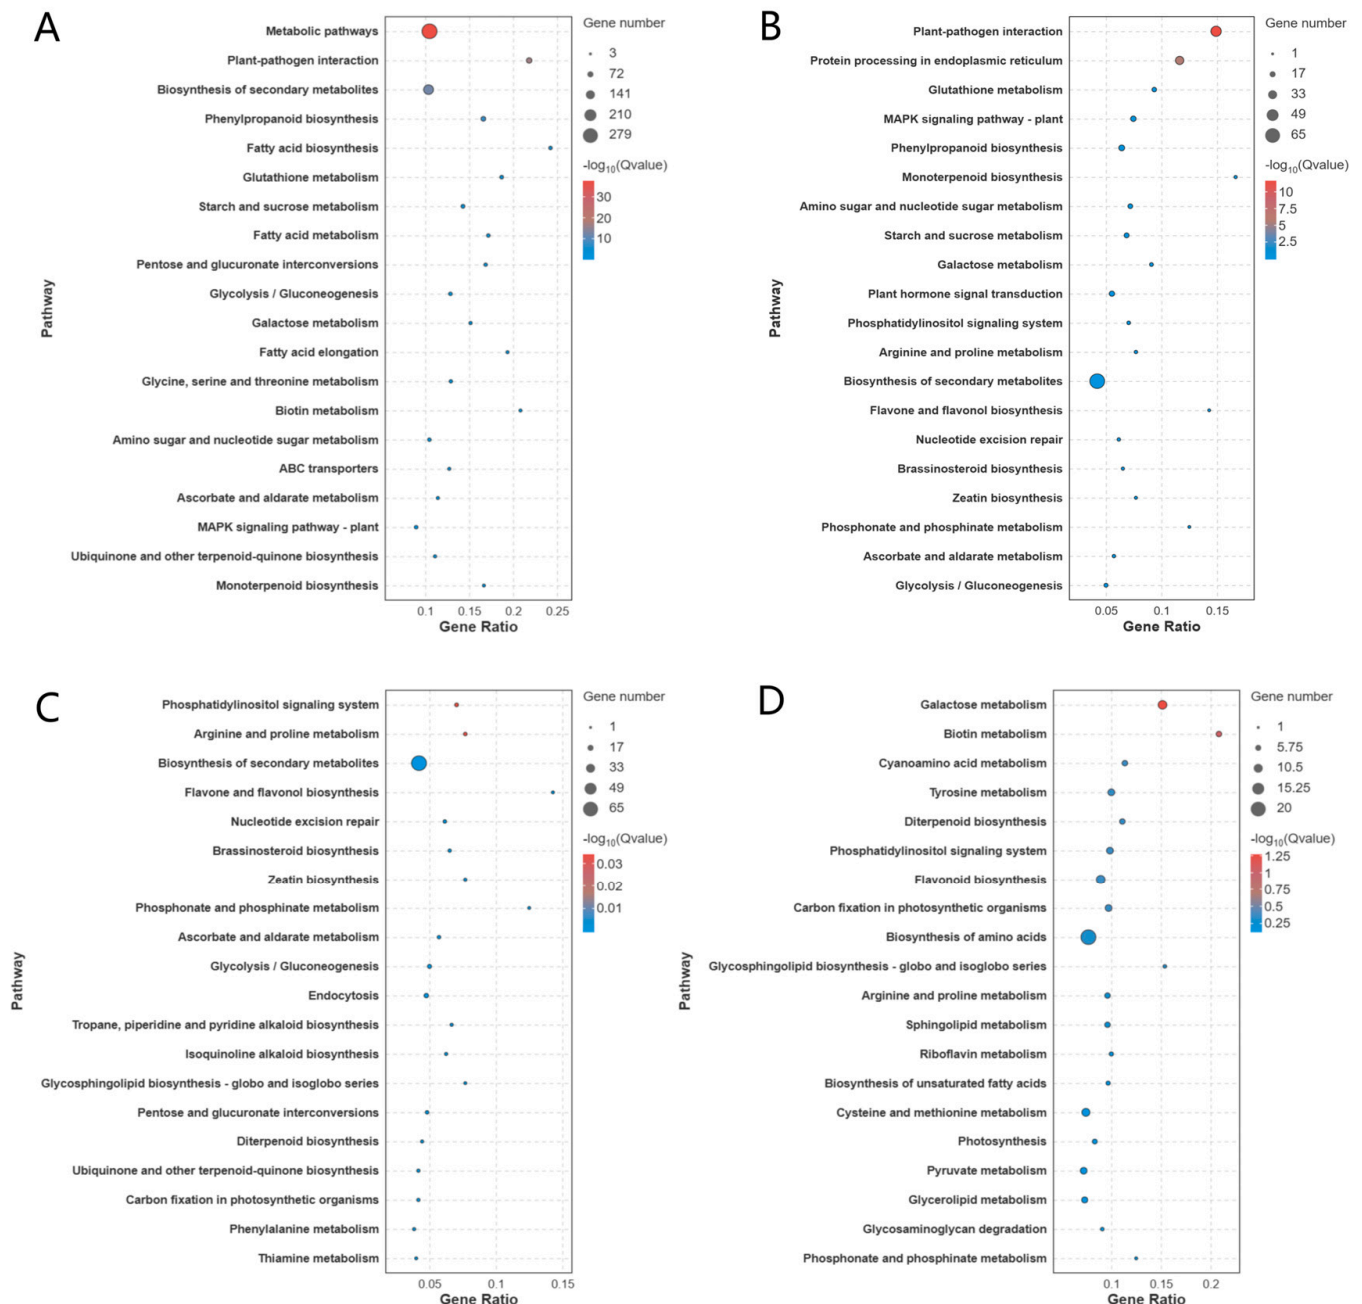 A
Metabolic pathways
Plant-pathogen interaction
Biosynthesis of secondary metabolites
Phenylpropanoid biosynthesis
Fatty acid biosynthesis
Glutathione metabolism
Starch and sucrose metabolism
Fatty acid metabolism
Pentose and glucuronate interconversions
Glycolysis / Gluconeogenesis
Galactose metabolism
Fatty acid elongation
Glycine, serine and threonine metabolism
Biotin metabolism
Amino sugar and nucleotide sugar metabolism
ABC transporters
Ascorbate and aldarate metabolism
MAPK signaling pathway - plant
Ubiquinone and other terpenoid-quinone biosynthesis
Monoterpenoid biosynthesis
Pathway
0.1 0.15 0.2 0.25
Gene Ratio
Gene number
3
72
141
210
279
-log10(Qvalue)
30
20
10
B
Plant-pathogen interaction
Protein processing in endoplasmic reticulum
Glutathione metabolism
MAPK signaling pathway - plant
Phenylpropanoid biosynthesis
Monoterpenoid biosynthesis
Amino sugar and nucleotide sugar metabolism
Starch and sucrose metabolism
Galactose metabolism
Plant hormone signal transduction
Phosphatidylinositol signaling system
Arginine and proline metabolism
Biosynthesis of secondary metabolites
Flavone and flavonol biosynthesis
Nucleotide excision repair
Brassinosteroid biosynthesis
Zeatin biosynthesis
Phosphonate and phosphinate metabolism
Ascorbate and aldarate metabolism
Glycolysis / Gluconeogenesis
Pathway
0.05 0.1 0.15
Gene Ratio
Gene number
1
17
33
49
65
-log10(Qvalue)
10
7.5
5
2.5
C
Phosphatidylinositol signaling system
Arginine and proline metabolism
Biosynthesis of secondary metabolites
Flavone and flavonol biosynthesis
Nucleotide excision repair
Brassinosteroid biosynthesis
Zeatin biosynthesis
Phosphonate and phosphinate metabolism
Ascorbate and aldarate metabolism
Glycolysis / Gluconeogenesis
Endocytosis
Tropane, piperidine and pyridine alkaloid biosynthesis
Isoquinoline alkaloid biosynthesis
Glycosphingolipid biosynthesis - globo and isoglobo series
Pentose and glucuronate interconversions
Diterpenoid biosynthesis
Ubiquinone and other terpenoid-quinone biosynthesis
Carbon fixation in photosynthetic organisms
Phenylalanine metabolism
Thiamine metabolism
Pathway
0.05 0.1 0.15
Gene Ratio
Gene number
1
17
33
49
65
-log10(Qvalue)
0.03
0.02
0.01
D
Galactose metabolism
Biotin metabolism
Cyanoamino acid metabolism
Tyrosine metabolism
Diterpenoid biosynthesis
Phosphatidylinositol signaling system
Flavonoid biosynthesis
Carbon fixation in photosynthetic organisms
Biosynthesis of amino acids
Glycosphingolipid biosynthesis - globo and isoglobo series
Arginine and proline metabolism
Sphingolipid metabolism
Riboflavin metabolism
Biosynthesis of unsaturated fatty acids
Cysteine and methionine metabolism
Photosynthesis
Pyruvate metabolism
Glycerolipid metabolism
Glycosaminoglycan degradation
Phosphonate and phosphinate metabolism
Pathway
0.1 0.15 0.2
Gene Ratio
Gene number
1
5.75
10.5
15.25
20
-log10(Qvalue)
1.25
1
0.75
0.5
0.25